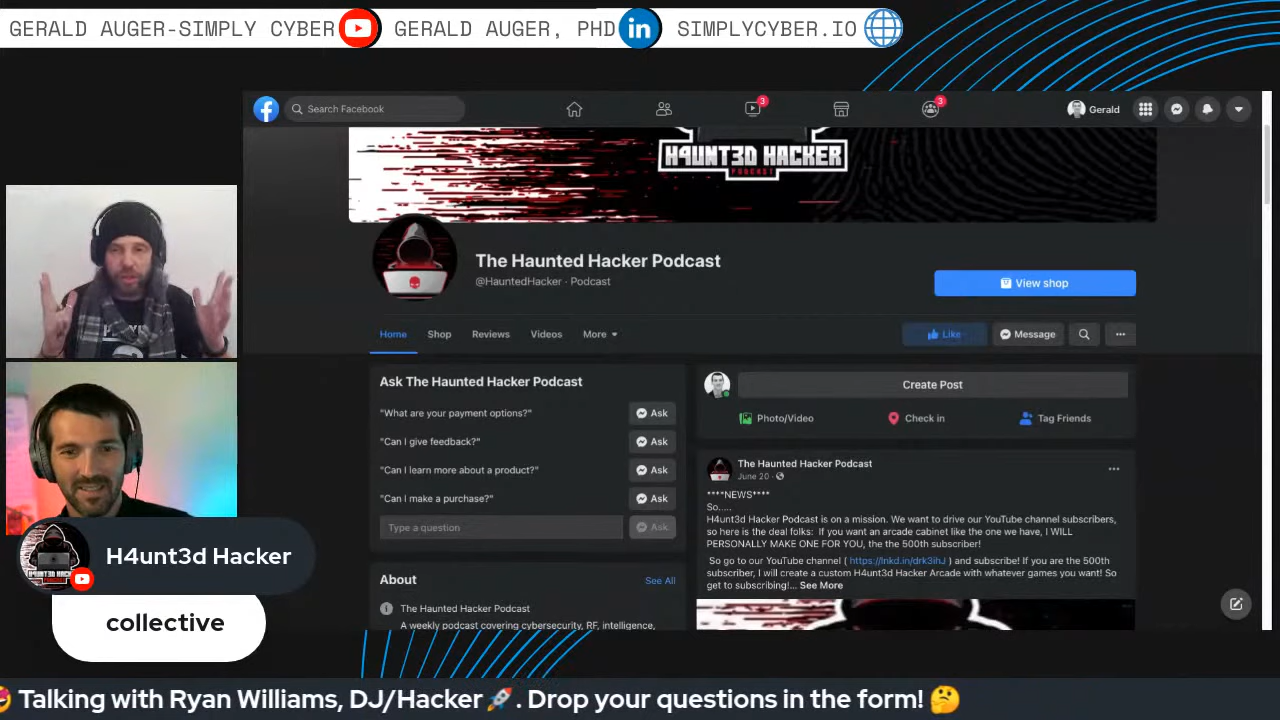 GERALD AUGER-SIMPLY CYBER
GERALD AUGER, PHD
in
SIMPLYCYBER.IO
Search Facebook
3
3
Gerald
H4UNT3D HACKER
PODCAST
The Haunted Hacker Podcast
@HauntedHacker · Podcast
View shop
Home
Shop
Reviews
Videos
More
Like
Message
Ask The Haunted Hacker Podcast
"What are your payment options?"
Ask
"Can I give feedback?"
Ask
"Can I learn more about a product?"
Ask
"Can I make a purchase?"
Ask
Type a question
Ask
About
See All
The Haunted Hacker Podcast
A weekly podcast covering cybersecurity, RF, intelligence,
Create Post
Photo/Video
Check in
Tag Friends
The Haunted Hacker Podcast
June 20 ·
****NEWS****
So.....
H4unt3d Hacker Podcast is on a mission. We want to drive our YouTube channel subscribers,
so here is the deal folks: If you want an arcade cabinet like the one we have, I WILL
PERSONALLY MAKE ONE FOR YOU, the the 500th subscriber!
So go to our YouTube channel ( https://lnkd.in/drk3ihJ ) and subscribe! If you are the 500th
subscriber, I will create a custom H4unt3d Hacker Arcade with whatever games you want! So
get to subscribing!... See More
H4unt3d Hacker
collective
Talking with Ryan Williams, DJ/Hacker🚀. Drop your questions in the form! 🤔